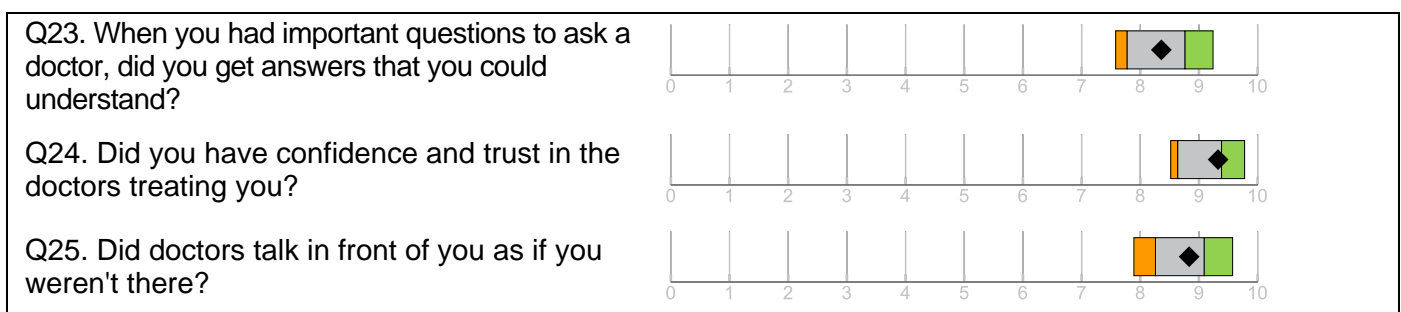 Q23. When you had important questions to ask a
doctor, did you get answers that you could
understand?
0 1 2 3 4 5 6 7 8 9 10
Q24. Did you have confidence and trust in the
doctors treating you?
0 1 2 3 4 5 6 7 8 9 10
Q25. Did doctors talk in front of you as if you
weren't there?
0 1 2 3 4 5 6 7 8 9 10